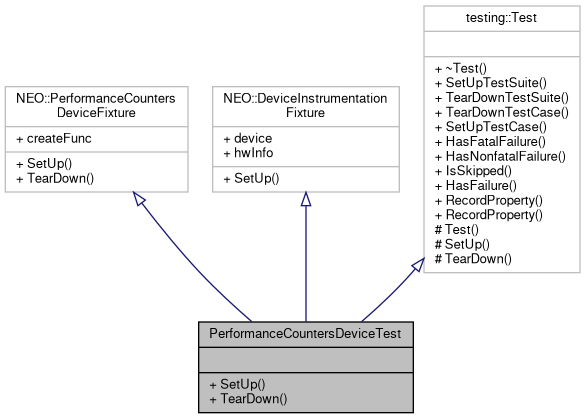 NEO::PerformanceCounters
DeviceFixture
+ createFunc
+ SetUp()
+ TearDown()
NEO::DeviceInstrumentation
Fixture
+ device
+ hwInfo
+ SetUp()
testing::Test
+ ~Test()
+ SetUpTestSuite()
+ TearDownTestSuite()
+ TearDownTestCase()
+ SetUpTestCase()
+ HasFatalFailure()
+ HasNonfatalFailure()
+ IsSkipped()
+ HasFailure()
+ RecordProperty()
+ RecordProperty()
# Test()
# SetUp()
# TearDown()
PerformanceCountersDeviceTest
+ SetUp()
+ TearDown()